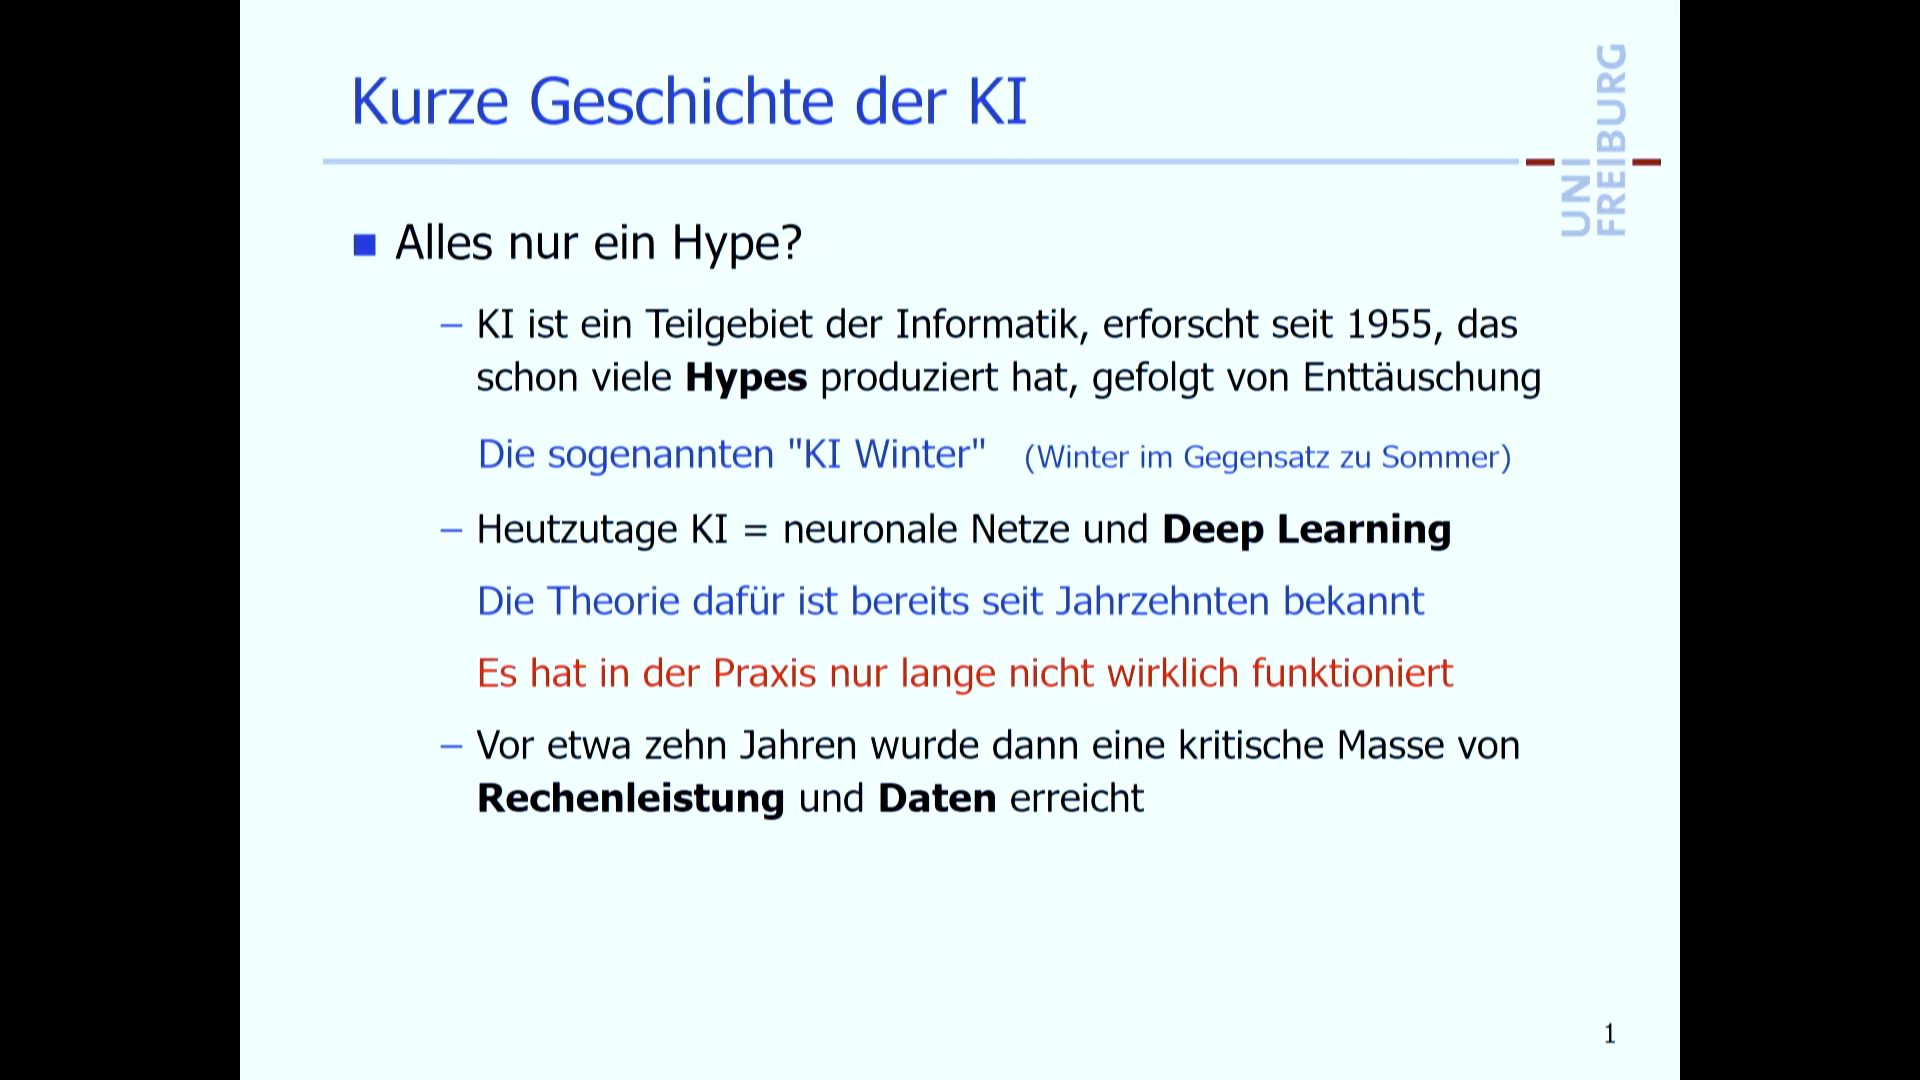 Kurze Geschichte der KI
UNI
FREIBURG
Alles nur ein Hype?
– KI ist ein Teilgebiet der Informatik, erforscht seit 1955, das
schon viele Hypes produziert hat, gefolgt von Enttäuschung
Die sogenannten "KI Winter" (Winter im Gegensatz zu Sommer)
– Heutzutage KI = neuronale Netze und Deep Learning
Die Theorie dafür ist bereits seit Jahrzehnten bekannt
Es hat in der Praxis nur lange nicht wirklich funktioniert
– Vor etwa zehn Jahren wurde dann eine kritische Masse von
Rechenleistung und Daten erreicht
1